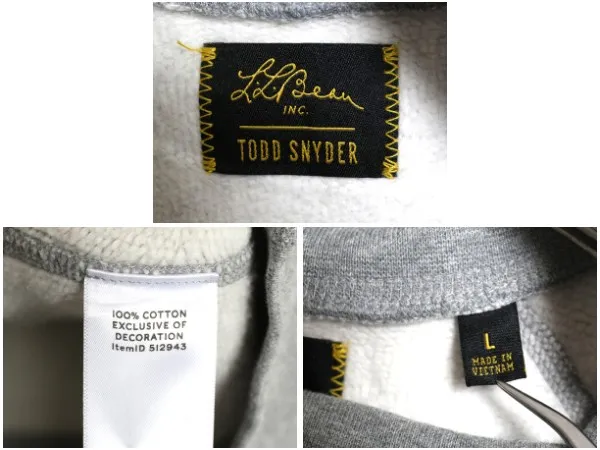 L.L.Bean
INC.
TODD SNYDER
100% COTTON
EXCLUSIVE OF
DECORATION
ItemID 512943
L
MADE IN
VIETNAM